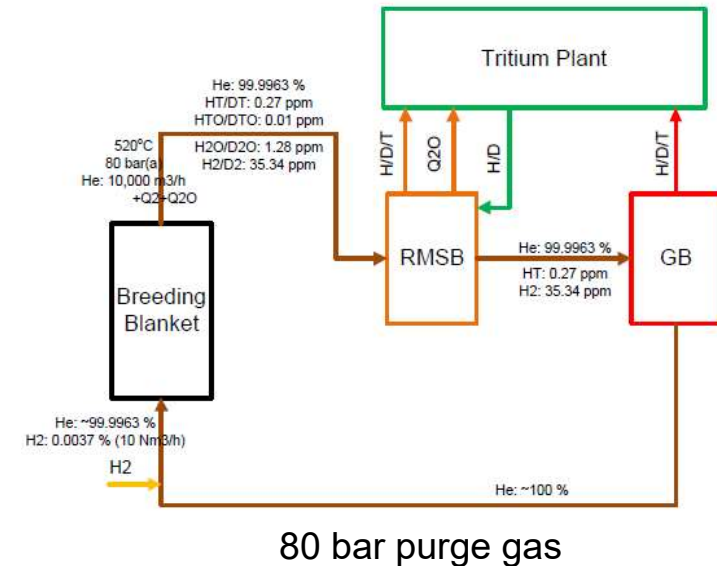 Tritium Plant
He: 99.9963 %
HT/DT: 0.27 ppm
HTO/DTO: 0.01 ppm
H2O/D2O: 1.28 ppm
H2/D2: 35.34 ppm
520°C
80 bar(a)
He: 10,000 m3/h
+Q2+Q2O
H/D/T
Q2O
H/D
H/D/T
RMSB
He: 99.9963 %
HT: 0.27 ppm
H2: 35.34 ppm
GB
Breeding
Blanket
He: ~99.9963 %
H2: 0.0037 % (10 Nm3/h)
H2
He: ~100 %
80 bar purge gas